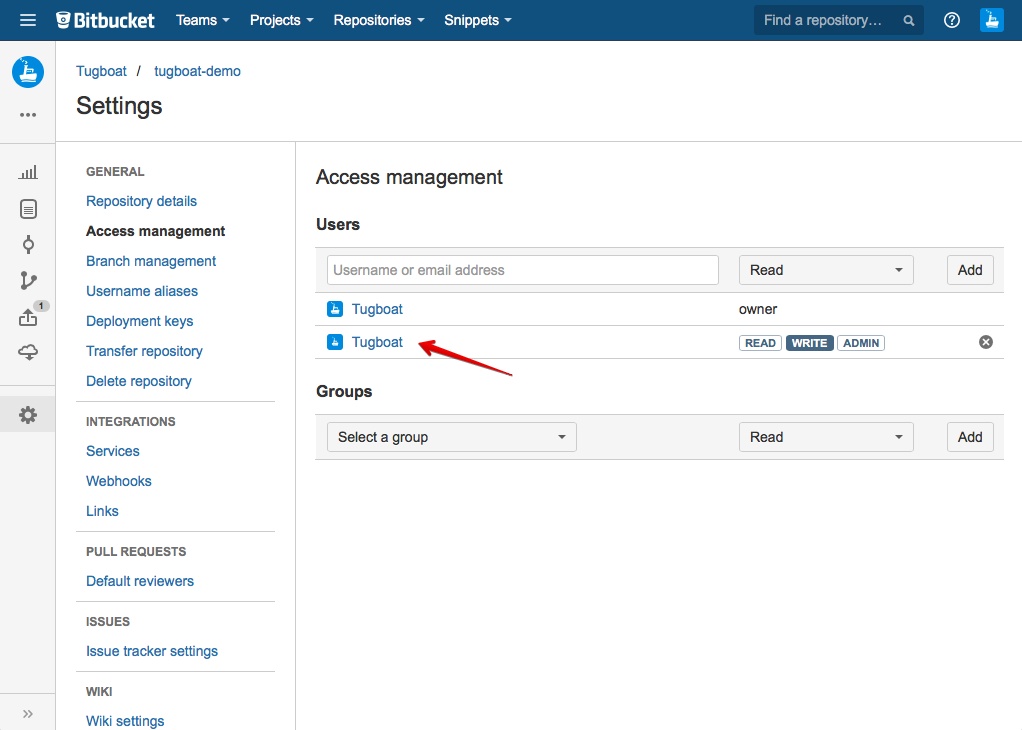 Bitbucket Teams Projects Repositories Snippets Find a repository...
Tugboat / tugboat-demo
Settings
GENERAL
Repository details
Access management
Branch management
Username aliases
Deployment keys
1
Transfer repository
Delete repository
INTEGRATIONS
Services
Webhooks
Links
PULL REQUESTS
Default reviewers
ISSUES
Issue tracker settings
WIKI
Wiki settings
Access management
Users
Username or email address Read Add
Tugboat owner
Tugboat READ WRITE ADMIN
Groups
Select a group Read Add